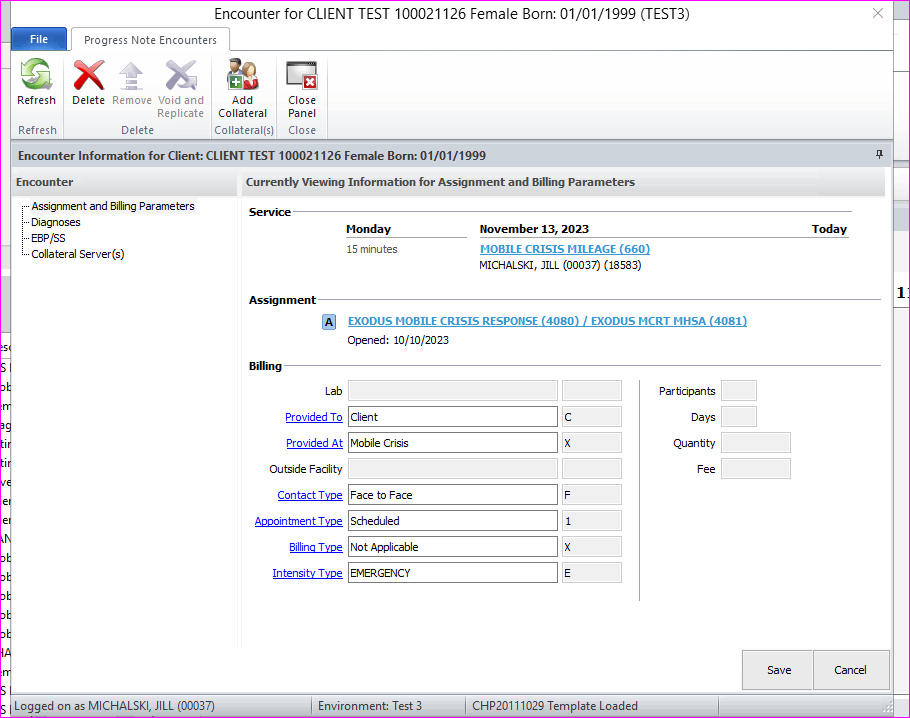 Encounter for CLIENT TEST 100021126 Female Born: 01/01/1999 (TEST3)
File
Progress Note Encounters
Refresh
Delete
Remove
Void and
Replicate
Add
Collateral
Close
Panel
Refresh
Delete
Collateral(s)
Close
Encounter Information for Client: CLIENT TEST 100021126 Female Born: 01/01/1999
Encounter
Assignment and Billing Parameters
Diagnoses
EBP/SS
Collateral Server(s)
Currently Viewing Information for Assignment and Billing Parameters
Service
Monday November 13, 2023 Today
15 minutes MOBILE CRISIS MILEAGE (660)
MICHALSKI, JILL (00037) (18583)
Assignment
A EXODUS MOBILE CRISIS RESPONSE (4080) / EXODUS MCRT MHSA (4081)
Opened: 10/10/2023
Billing
Lab
Provided To Client C
Provided At Mobile Crisis X
Outside Facility
Contact Type Face to Face F
Appointment Type Scheduled 1
Billing Type Not Applicable X
Intensity Type EMERGENCY E
Participants
Days
Quantity
Fee
Save Cancel
Logged on as MICHALSKI, JILL (00037) Environment: Test 3 CHP20111029 Template Loaded